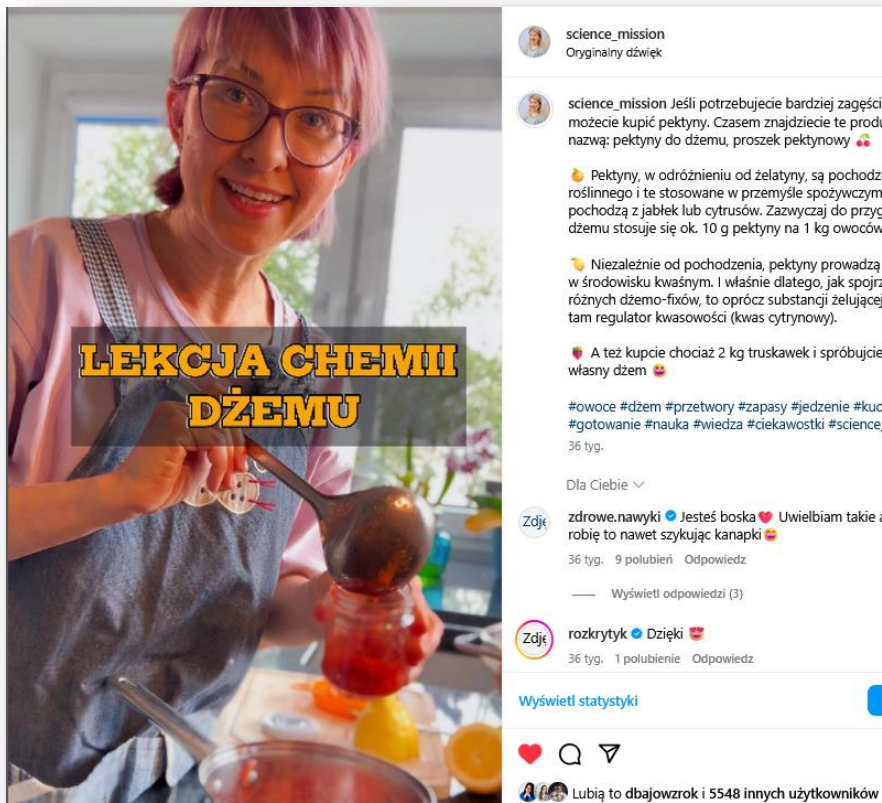 LEKCJA CHEMII
DŻEMU
science_mission
Oryginalny dźwięk
science_mission Jeśli potrzebujecie bardziej zagęści
możecie kupić pektyny. Czasem znajdziecie te produ
nazwą: pektyny do dżemu, proszek pektynowy 🍒
🍊 Pektyny, w odróżnieniu od żelatyny, są pochodz
roślinnego i te stosowane w przemyśle spożywczym
pochodzą z jabłek lub cytrusów. Zazwyczaj do przyg
dżemu stosuje się ok. 10 g pektyny na 1 kg owoców
🍋 Niezależnie od pochodzenia, pektyny prowadzą
w środowisku kwaśnym. I właśnie dlatego, jak spojrz
różnych dżemo-fixów, to oprócz substancji żelującej
tam regulator kwasowości (kwas cytrynowy).
🍓 A też kupcie chociaż 2 kg truskawek i spróbujcie
własny dżem 😆
#owoce #dżem #przetwory #zapasy #jedzenie #kuc
#gotowanie #nauka #wiedza #ciekawostki #science_
36 tyg.
Dla Ciebie
Zdję
zdrowe.nawyki Jesteś boska❤️ Uwielbiam takie a
robię to nawet szykując kanapki😄
36 tyg. 9 polubień Odpowiedz
Wyświetl odpowiedzi (3)
Zdję
rozkrytyk Dzięki 😍
36 tyg. 1 polubienie Odpowiedz
Wyświetl statystyki
Lubią to dbajowzrok i 5548 innych użytkowników